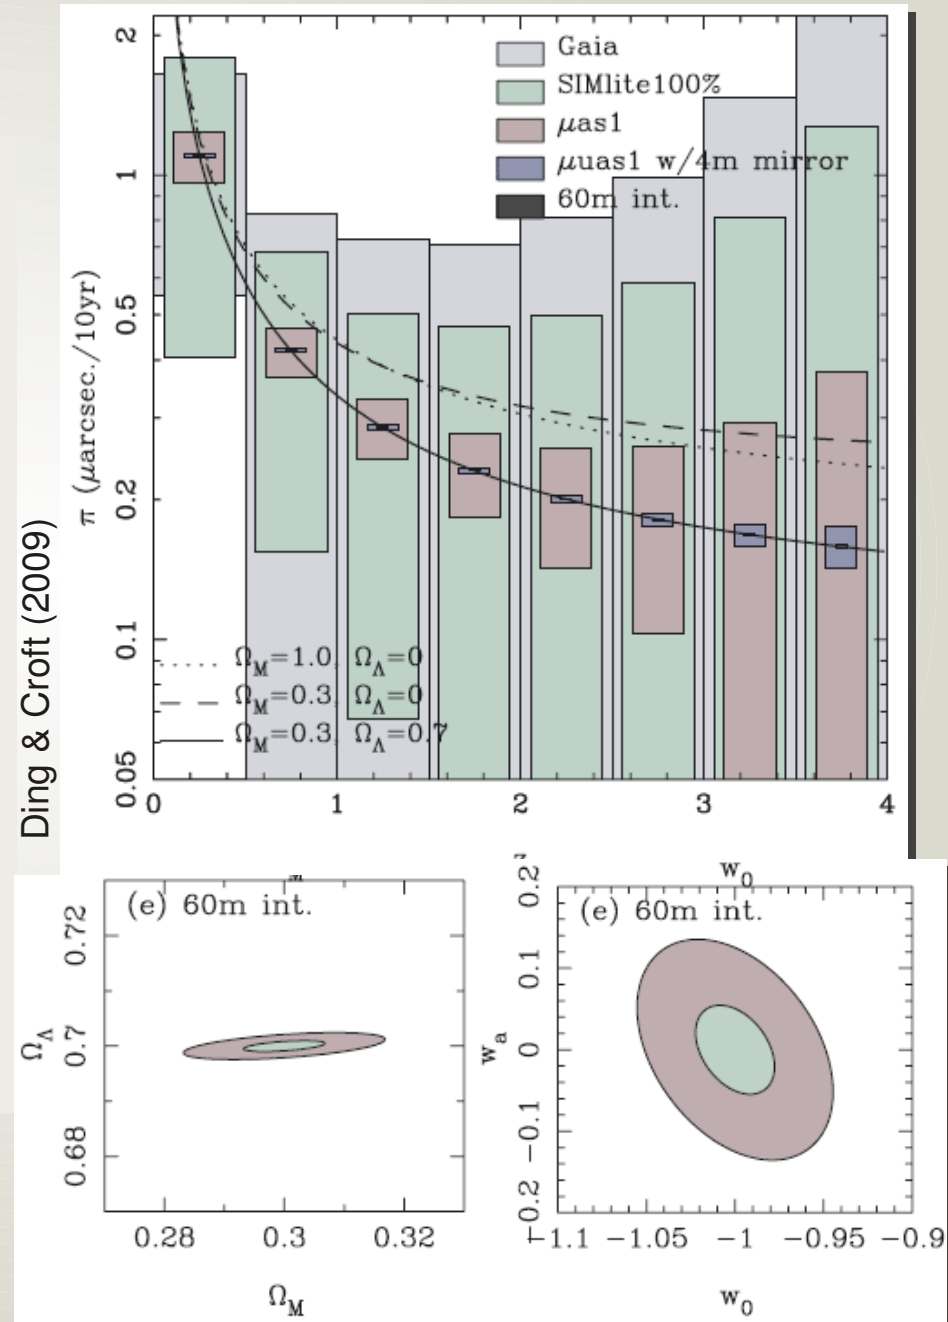 2
1
0.5
0.2
0.1
0.05
π (μarcsec./10yr)
Gaia
SIMlite100%
μas1
μuas1 w/4m mirror
60m int.
Ω_M=1.0 Ω_Λ=0
Ω_M=0.3 Ω_Λ=0
Ω_M=0.3 Ω_Λ=0.7
0 1 2 3 4
Ding & Croft (2009)
M
(e) 60m int.
0.72
0.7
0.68
Ω_Λ
0.28 0.3 0.32
Ω_M
w_0
(e) 60m int.
0.2
0.1
0
−0.1
−0.2
w_a
−1.1 −1.05 −1 −0.95 −0.9
w_0